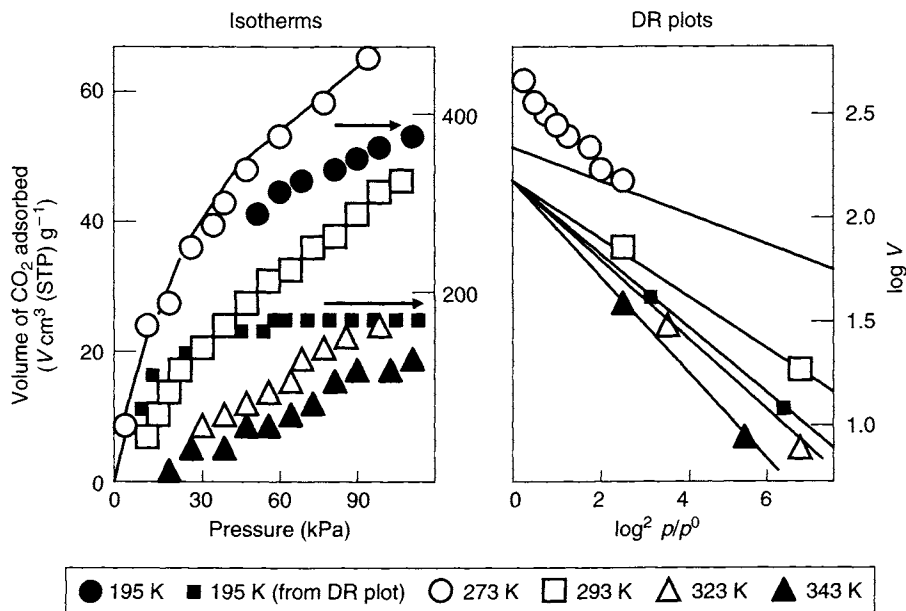 Isotherms
DR plots
Volume of CO₂ adsorbed
(V cm³ (STP) g⁻¹)
60
40
20
0
400
200
0
30
60
90
Pressure (kPa)
2.5
2.0
1.5
1.0
log V
0
2
4
6
log² p/p⁰
195 K
195 K (from DR plot)
273 K
293 K
323 K
343 K